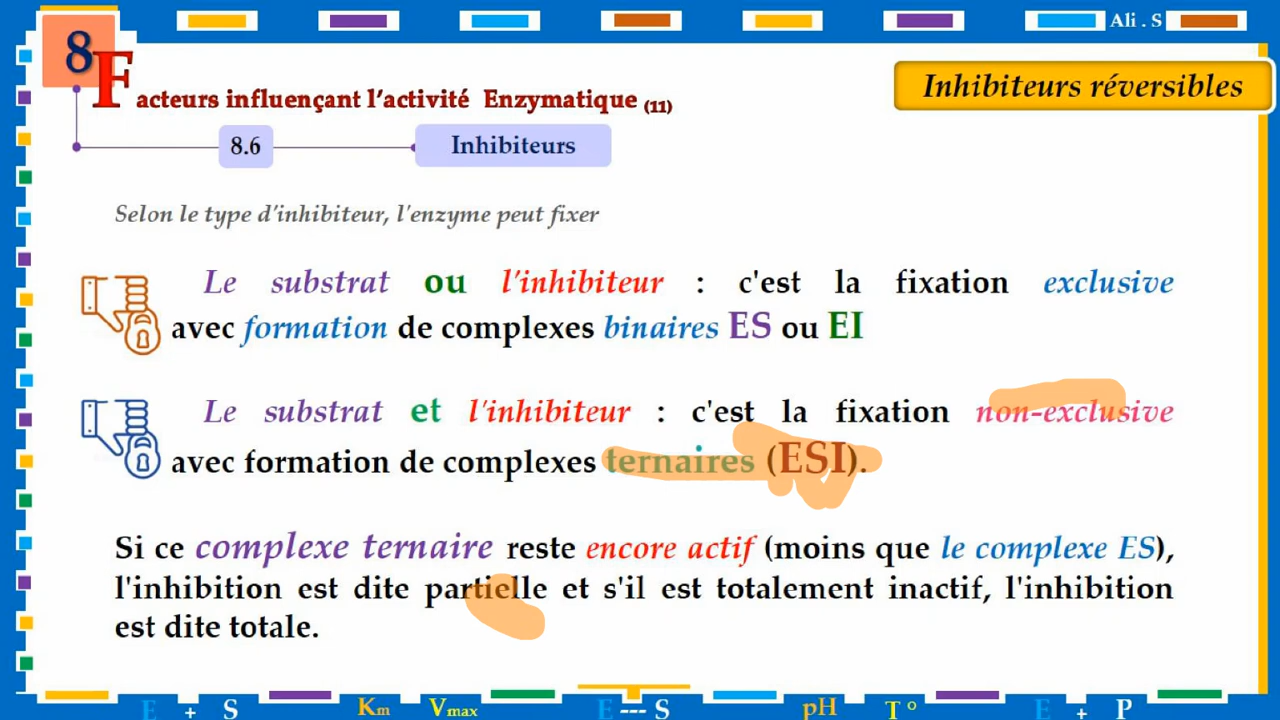 Ali . S
8
Facteurs influençant l’activité Enzymatique (11)
Inhibiteurs réversibles
8.6 Inhibiteurs
Selon le type d’inhibiteur, l'enzyme peut fixer
Le substrat ou l'inhibiteur : c'est la fixation exclusive
avec formation de complexes binaires ES ou EI
Le substrat et l'inhibiteur : c'est la fixation non-exclusive
avec formation de complexes ternaires (ESI).
Si ce complexe ternaire reste encore actif (moins que le complexe ES),
l'inhibition est dite partielle et s'il est totalement inactif, l'inhibition
est dite totale.
E + S Km Vmax E --- S pH T° E + P